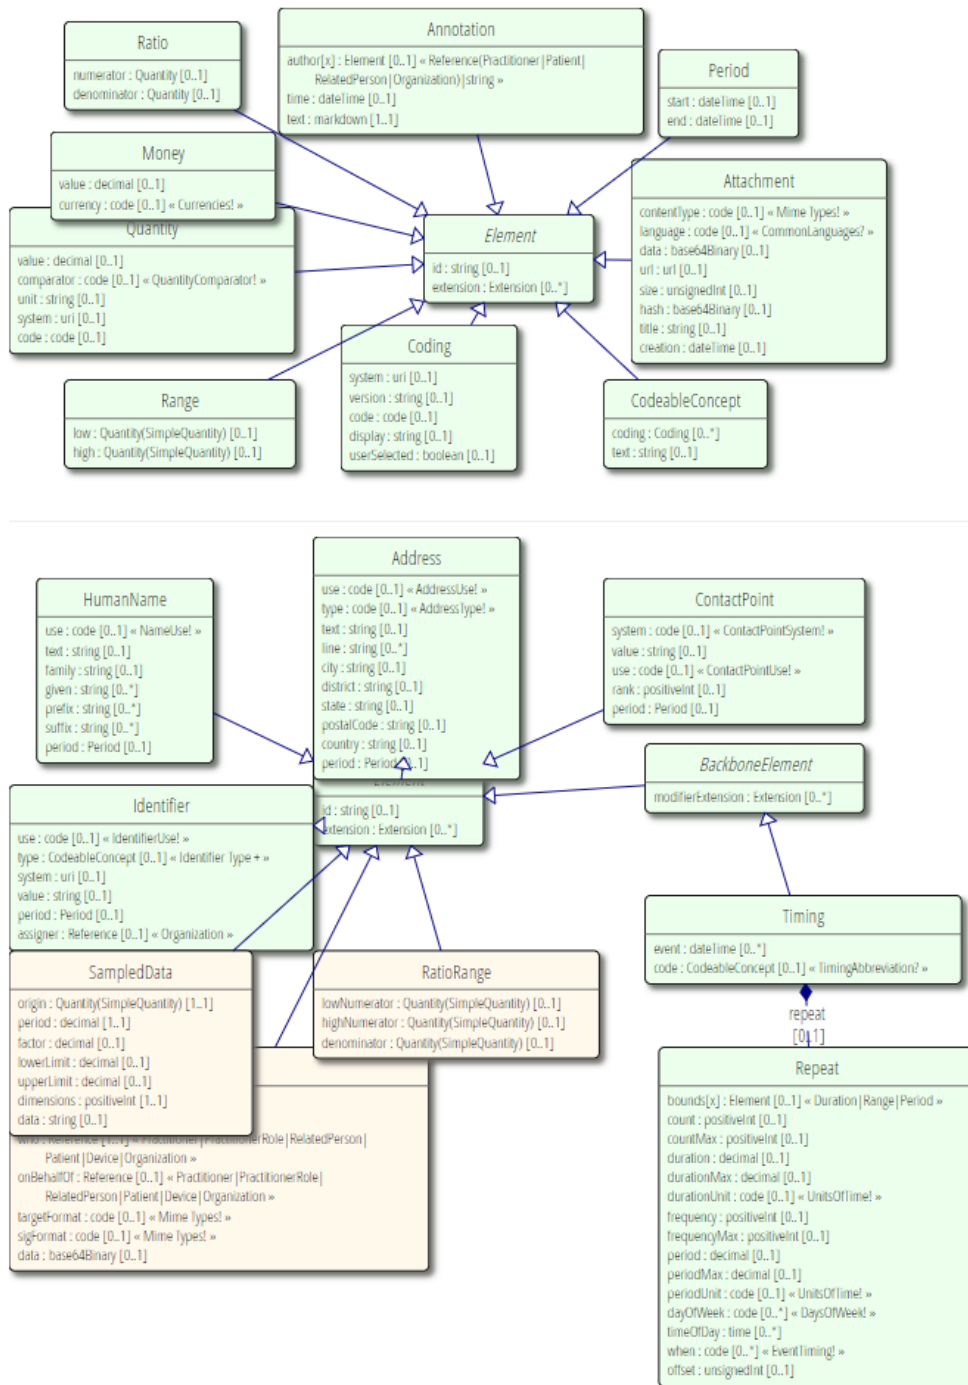 Ratio
numerator : Quantity [0..1]
denominator : Quantity [0..1]
Annotation
author[x] : Element [0..1] « Reference(Practitioner|Patient|
RelatedPerson|Organization)|string »
time : dateTime [0..1]
text : markdown [1..1]
Period
start : dateTime [0..1]
end : dateTime [0..1]
Money
value : decimal [0..1]
currency : code [0..1] « Currencies! »
Quantity
value : decimal [0..1]
comparator : code [0..1] « QuantityComparator! »
unit : string [0..1]
system : uri [0..1]
code : code [0..1]
Element
id : string [0..1]
extension : Extension [0..*]
Attachment
contentType : code [0..1] « Mime Types! »
language : code [0..1] « CommonLanguages? »
data : base64Binary [0..1]
url : url [0..1]
size : unsignedInt [0..1]
hash : base64Binary [0..1]
title : string [0..1]
creation : dateTime [0..1]
Range
low : Quantity(SimpleQuantity) [0..1]
high : Quantity(SimpleQuantity) [0..1]
Coding
system : uri [0..1]
version : string [0..1]
code : code [0..1]
display : string [0..1]
userSelected : boolean [0..1]
CodeableConcept
coding : Coding [0..*]
text : string [0..1]
HumanName
use : code [0..1] « NameUse! »
text : string [0..1]
family : string [0..1]
given : string [0..*]
prefix : string [0..*]
suffix : string [0..*]
period : Period [0..1]
Address
use : code [0..1] « AddressUse! »
type : code [0..1] « AddressType! »
text : string [0..1]
line : string [0..*]
city : string [0..1]
district : string [0..1]
state : string [0..1]
postalCode : string [0..1]
country : string [0..1]
period : Period [0..1]
ContactPoint
system : code [0..1] « ContactPointSystem! »
value : string [0..1]
use : code [0..1] « ContactPointUse! »
rank : positiveInt [0..1]
period : Period [0..1]
Element
id : string [0..1]
extension : Extension [0..*]
BackboneElement
modifierExtension : Extension [0..*]
Identifier
use : code [0..1] « IdentifierUse! »
type : CodeableConcept [0..1] « Identifier Type + »
system : uri [0..1]
value : string [0..1]
period : Period [0..1]
assigner : Reference [0..1] « Organization »
Timing
event : dateTime [0..*]
code : CodeableConcept [0..1] « TimingAbbreviation? »
SampledData
origin : Quantity(SimpleQuantity) [1..1]
period : decimal [1..1]
factor : decimal [0..1]
lowerLimit : decimal [0..1]
upperLimit : decimal [0..1]
dimensions : positiveInt [1..1]
data : string [0..1]
RatioRange
lowNumerator : Quantity(SimpleQuantity) [0..1]
highNumerator : Quantity(SimpleQuantity) [0..1]
denominator : Quantity(SimpleQuantity) [0..1]
who : Reference [1..1] « Practitioner|PractitionerRole|RelatedPerson|
Patient|Device|Organization »
onBehalfOf : Reference [0..1] « Practitioner|PractitionerRole|
RelatedPerson|Patient|Device|Organization »
targetFormat : code [0..1] « Mime Types! »
sigFormat : code [0..1] « Mime Types! »
data : base64Binary [0..1]
repeat
[0..1]
Repeat
bounds[x] : Element [0..1] « Duration|Range|Period »
count : positiveInt [0..1]
countMax : positiveInt [0..1]
duration : decimal [0..1]
durationMax : decimal [0..1]
durationUnit : code [0..1] « UnitsOfTime! »
frequency : positiveInt [0..1]
frequencyMax : positiveInt [0..1]
period : decimal [0..1]
periodMax : decimal [0..1]
periodUnit : code [0..1] « UnitsOfTime! »
dayOfWeek : code [0..*] « DaysOfWeek! »
timeOfDay : time [0..*]
when : code [0..*] « EventTiming! »
offset : unsignedInt [0..1]